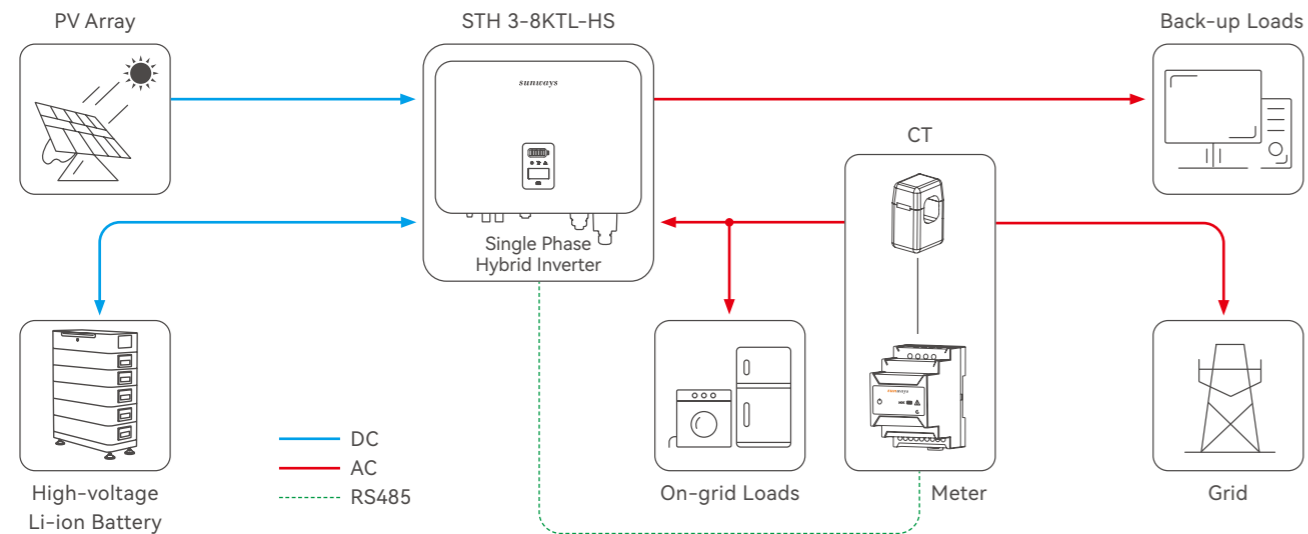 PV Array
STH 3-8KTL-HS
Back-up Loads
sunways
CT
Single Phase
Hybrid Inverter
sunways
DC
AC
RS485
High-voltage
Li-ion Battery
On-grid Loads
Meter
Grid